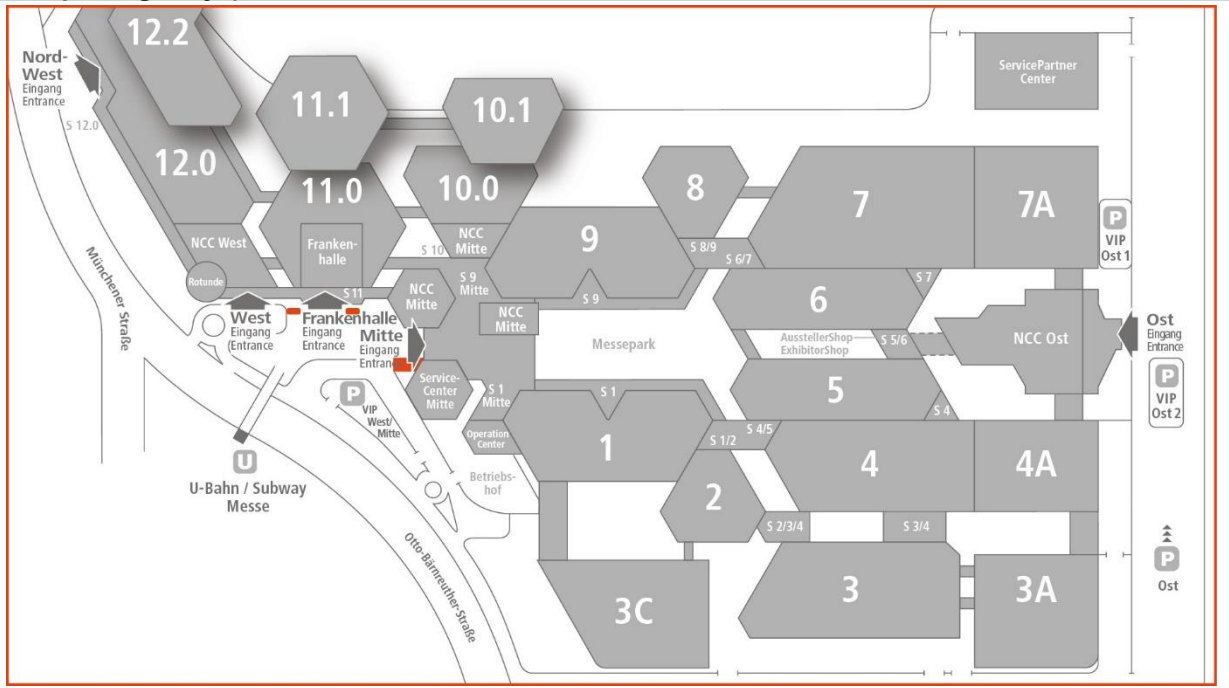 12.2
Nord-
West
Eingang
Entrance
S 12.0
12.0
11.1
10.1
11.0
10.0
NCC West
Franken-
halle
S 10
NCC
Mitte
Rotunde
S 11
NCC
Mitte
S 9
Mitte
NCC
Mitte
9
S 9
8
S 8/9
S 6/7
7
7A
ServicePartner
Center
P
VIP
Ost 1
S 7
6
AusstellerShop
ExhibitorShop
S 5/6
NCC Ost
Ost
Eingang
Entrance
P
VIP
Ost 2
Messepark
West
Eingang
(Entrance
Frankenhalle
Eingang
Entrance
Mitte
Eingang
Entranc
Service-
Center
Mitte
S 1
Mitte
Operation
Center
Betriebs-
hof
P
VIP
West/
Mitte
Münchener Straße
U
U-Bahn / Subway
Messe
Otto-Bärnreuther-Straße
S 1
1
S 1/2
S 4/5
5
S 4
4
4A
2
S 2/3/4
S 3/4
3
3A
3C
P
Ost